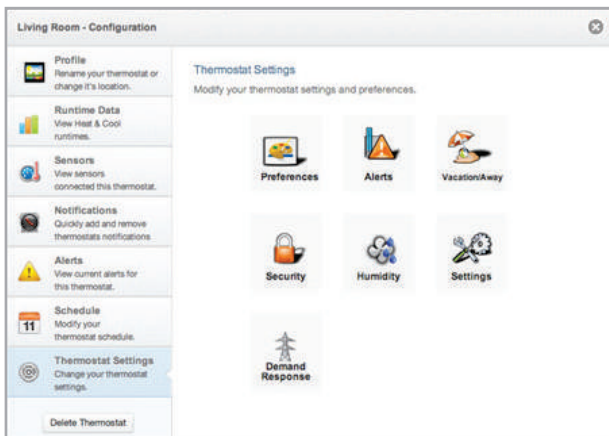 Living Room - Configuration
Profile
Rename your thermostat or
change it's location.
Runtime Data
View Heat & Cool
runtimes.
Sensors
View sensors
connected this thermostat.
Notifications
Quickly add and remove
thermostats notifications
Alerts
View current alerts for
this thermostat.
Schedule
11
Modify your
thermostat schedule.
Thermostat Settings
Change your thermostat
settings.
Delete Thermostat
Thermostat Settings
Modify your thermostat settings and preferences.
Preferences
Alerts
Vacation/Away
Security
Humidity
Settings
Demand
Response